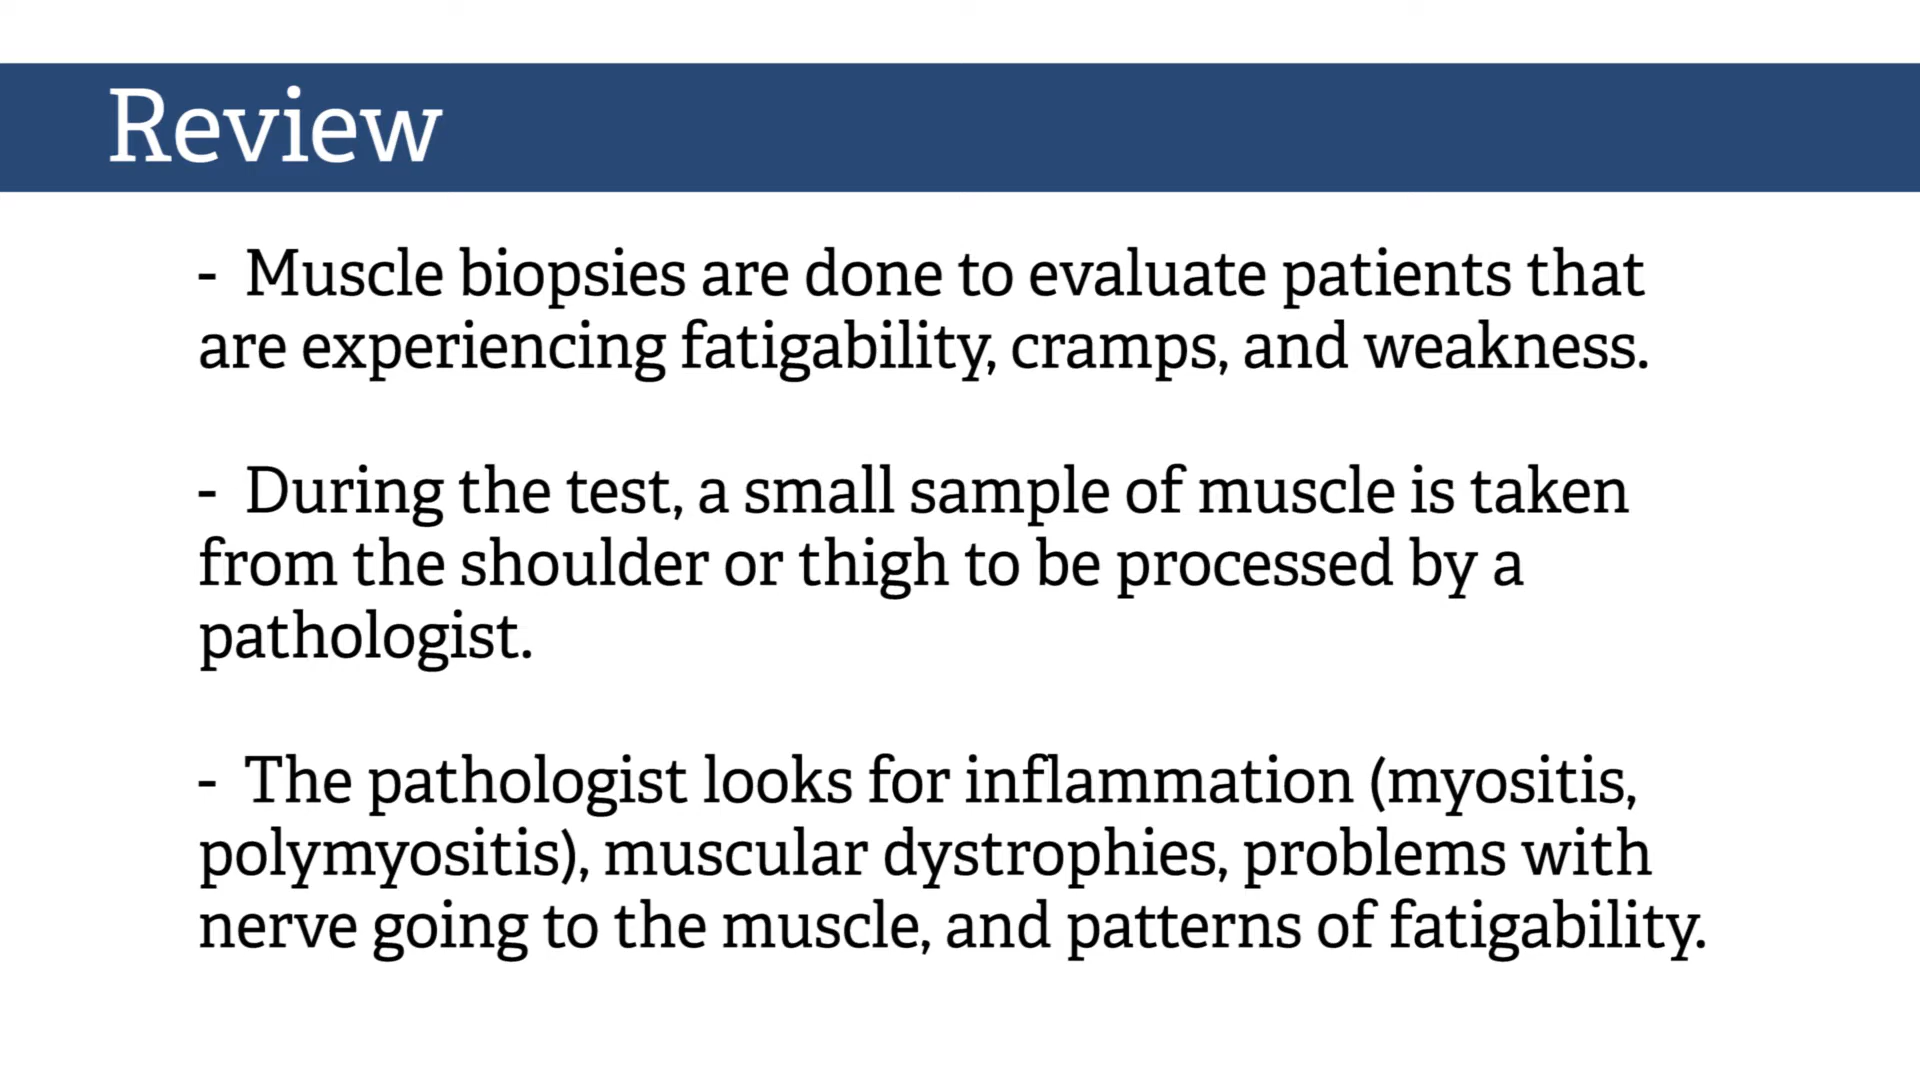 Review
- Muscle biopsies are done to evaluate patients that
are experiencing fatigability, cramps, and weakness.
- During the test, a small sample of muscle is taken
from the shoulder or thigh to be processed by a
pathologist.
- The pathologist looks for inflammation (myositis,
polymyositis), muscular dystrophies, problems with
nerve going to the muscle, and patterns of fatigability.